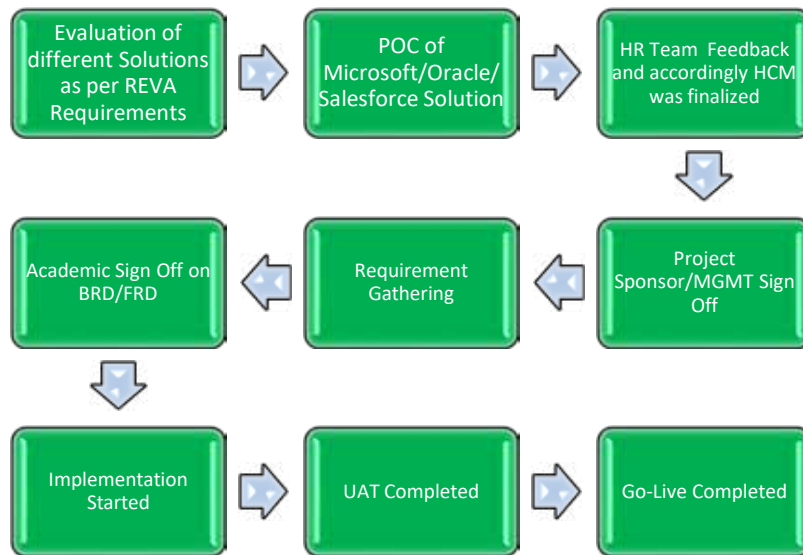 Evaluation of
different Solutions
as per REVA
Requirements
POC of
Microsoft/Oracle/
Salesforce Solution
HR Team Feedback
and accordingly HCM
was finalized
Project
Sponsor/MGMT Sign
Off
Requirement
Gathering
Academic Sign Off on
BRD/FRD
Implementation
Started
UAT Completed
Go-Live Completed